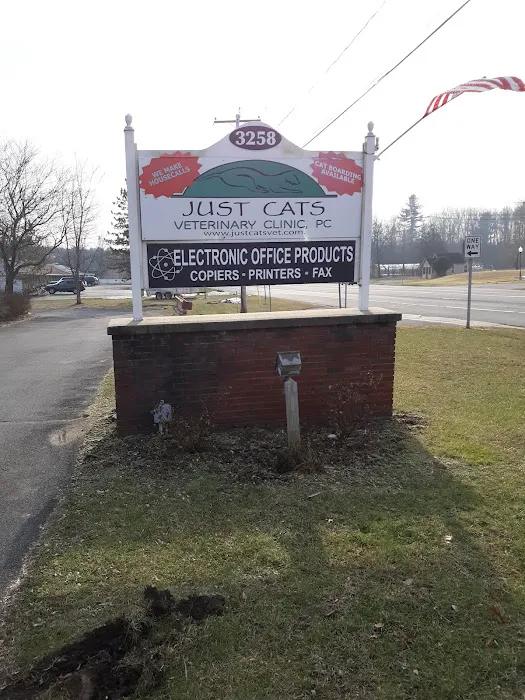 3258
WE MAKE
HOUSECALLS
CAT BOARDING
AVAILABLE
JUST CATS
VETERINARY CLINIC, PC
www.justcatsvet.com
ELECTRONIC OFFICE PRODUCTS
COPIERS - PRINTERS - FAX
ONE
WAY